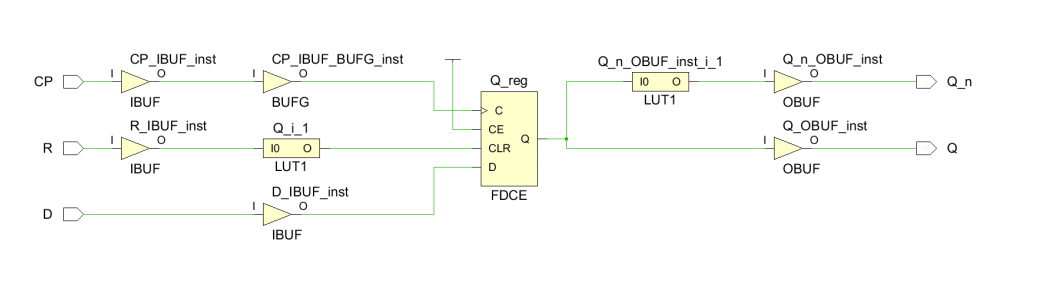 CP
I
CP_IBUF_inst
O
IBUF
I
CP_IBUF_BUFG_inst
O
BUFG
R
I
R_IBUF_inst
O
IBUF
Q_i_1
I0
O
LUT1
D
I
D_IBUF_inst
O
IBUF
Q_reg
C
CE
CLR
D
Q
FDCE
Q_n_OBUF_inst_i_1
I0
O
LUT1
I
Q_n_OBUF_inst
O
OBUF
Q_n
I
Q_OBUF_inst
O
OBUF
Q